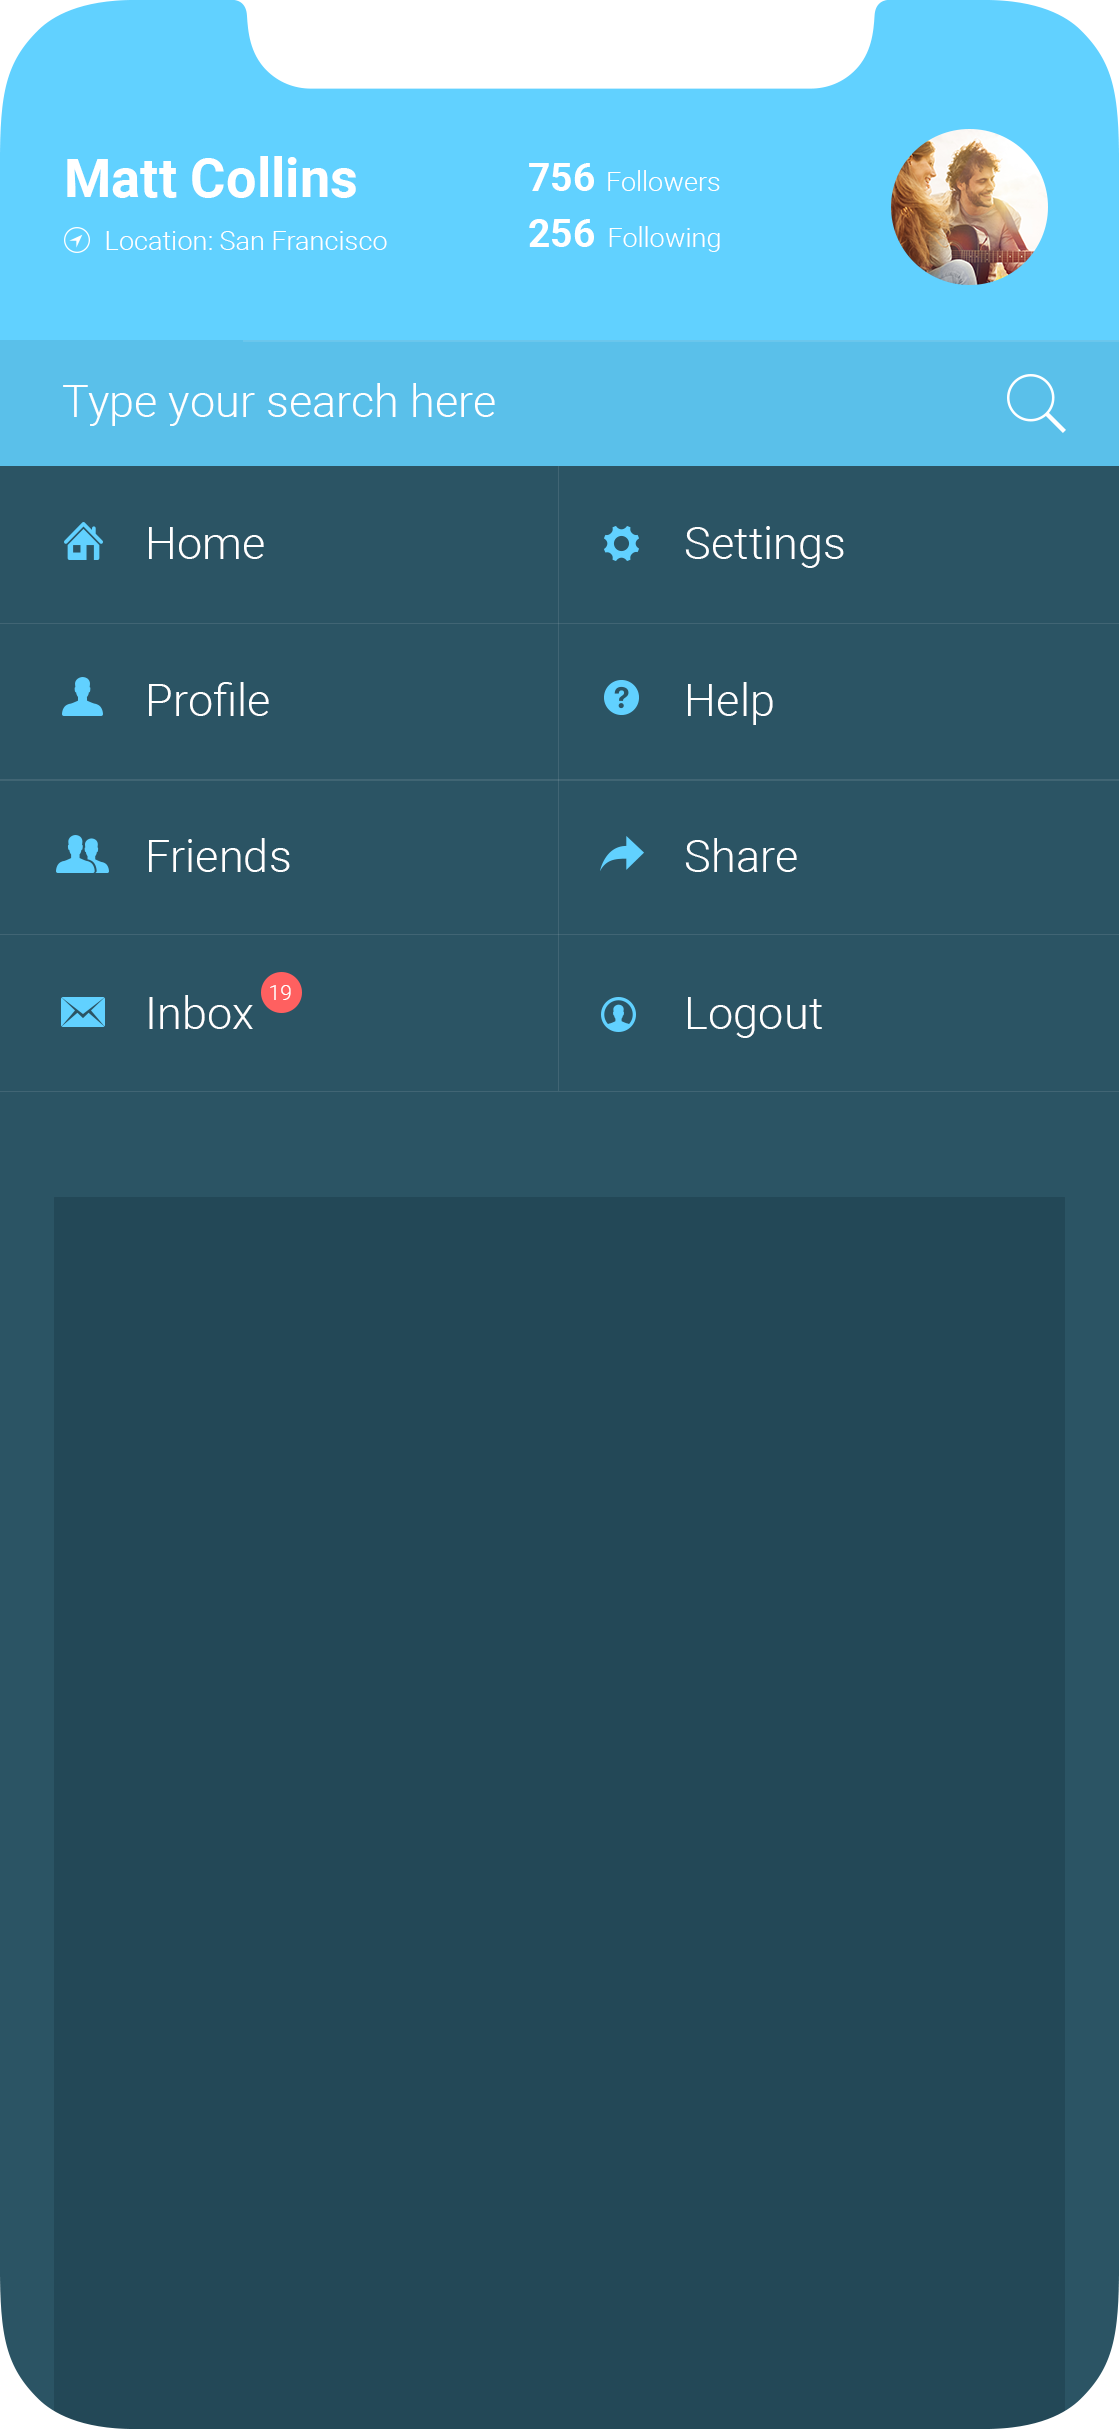 Matt Collins
Location: San Francisco
756 Followers
256 Following
Type your search here
Home
Settings
Profile
Help
Friends
Share
Inbox 19
Logout